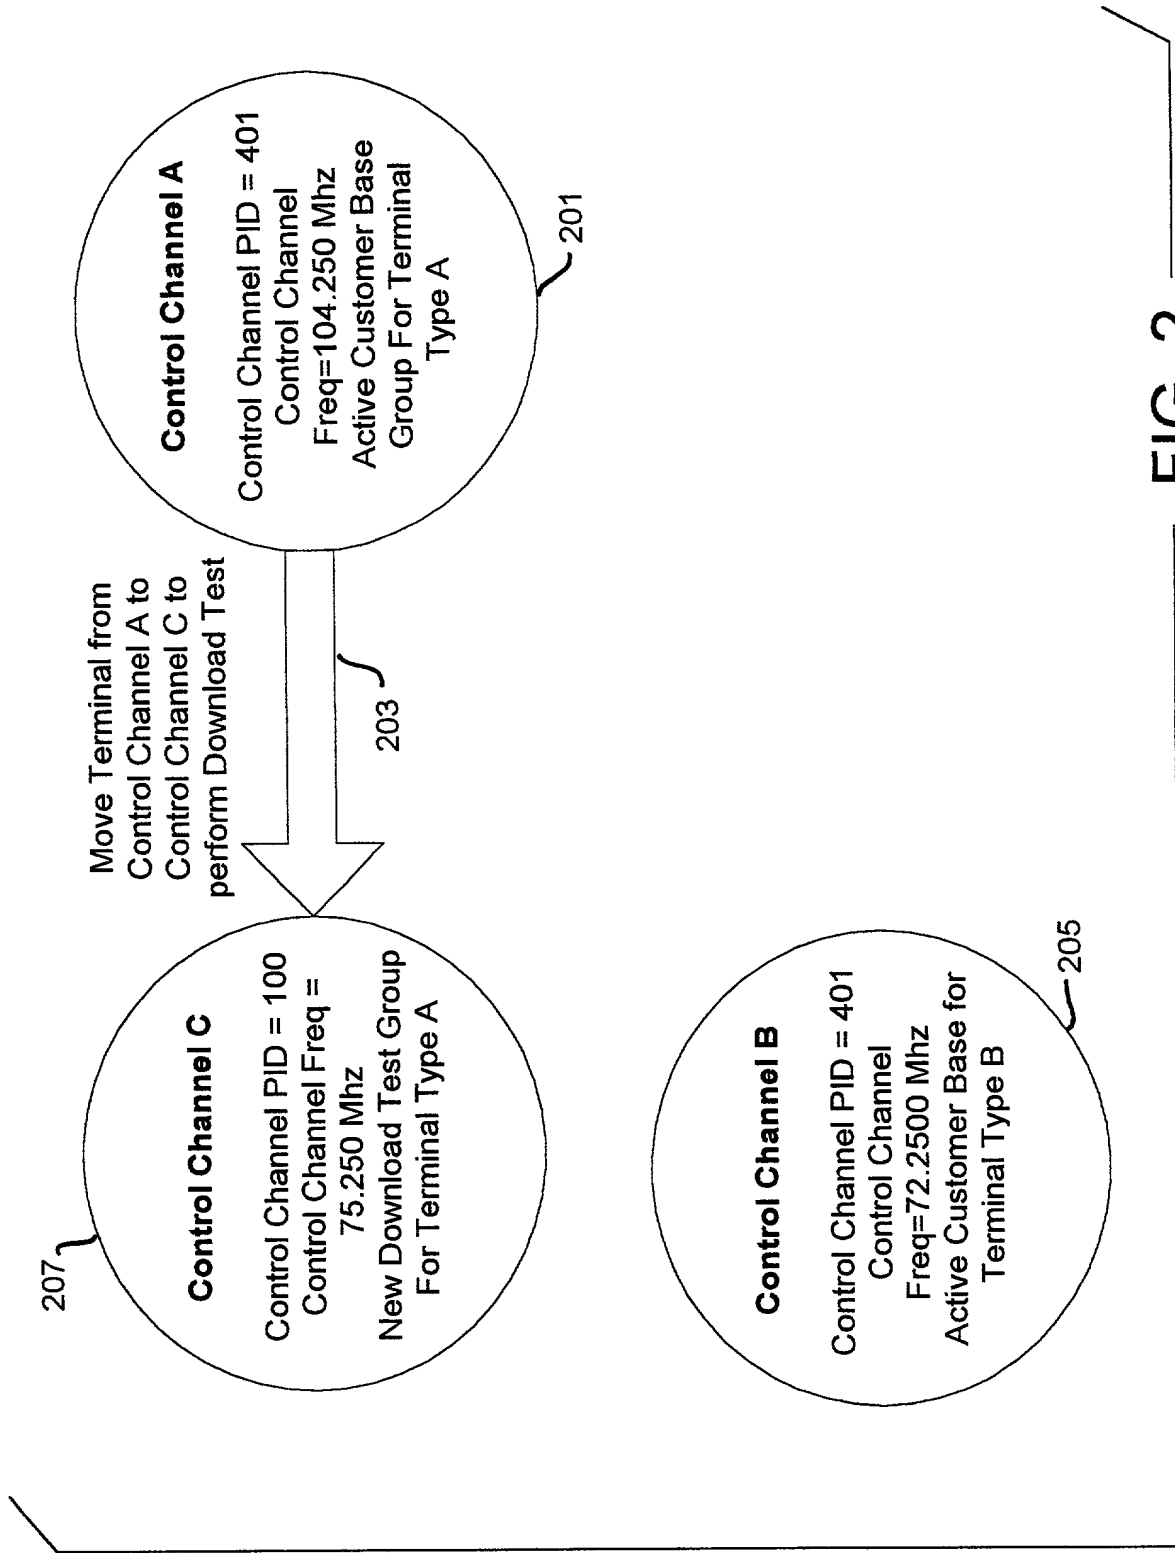 207
Control Channel C
Control Channel PID = 100
Control Channel Freq =
75.250 Mhz
New Download Test Group
For Terminal Type A
Move Terminal from
Control Channel A to
Control Channel C to
perform Download Test
203
Control Channel A
Control Channel PID = 401
Control Channel
Freq=104.250 Mhz
Active Customer Base
Group For Terminal
Type A
201
Control Channel B
Control Channel PID = 401
Control Channel
Freq=72.2500 Mhz
Active Customer Base for
Terminal Type B
205
FIG. 2